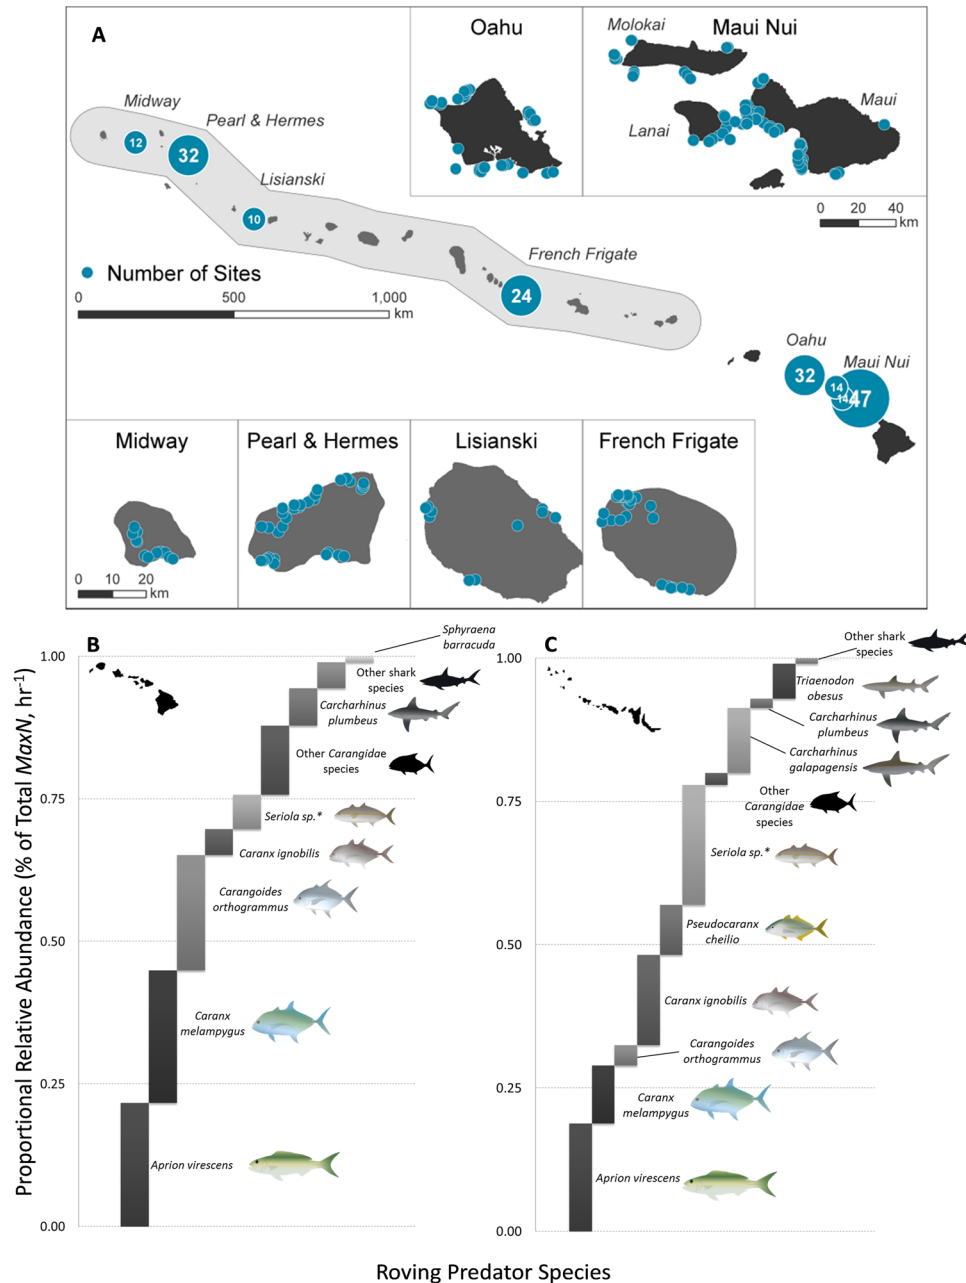 A
Oahu
Maui Nui
Molokai
Lanai
Maui
0 20 40
km
Midway
Pearl & Hermes
Lisianski
French Frigate
12
32
10
24
Number of Sites
0 500 1,000
km
Oahu
Maui Nui
32
14
14
47
Midway
Pearl & Hermes
Lisianski
French Frigate
0 10 20
km
Proportional Relative Abundance (% of Total MaxN, hr-1)
B
1.00
0.75
0.50
0.25
0.00
Sphyraena
barracuda
Other shark
species
Carcharhinus
plumbeus
Other Carangidae
species
Seriola sp.*
Caranx ignobilis
Carangoides
orthogrammus
Caranx
melampygus
Aprion virescens
C
1.00
0.75
0.50
0.25
0.00
Other shark
species
Triaenodon
obesus
Carcharhinus
plumbeus
Carcharhinus
galapagensis
Other
Carangidae
species
Seriola sp.*
Pseudocaranx
cheilio
Caranx ignobilis
Carangoides
orthogrammus
Caranx
melampygus
Aprion virescens
Roving Predator Species